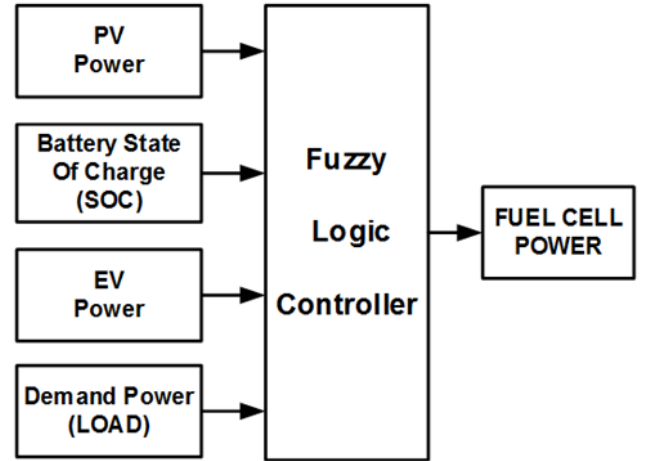 PV
Power
Battery State
Of Charge
(SOC)
EV
Power
Demand Power
(LOAD)
Fuzzy
Logic
Controller
FUEL CELL
POWER